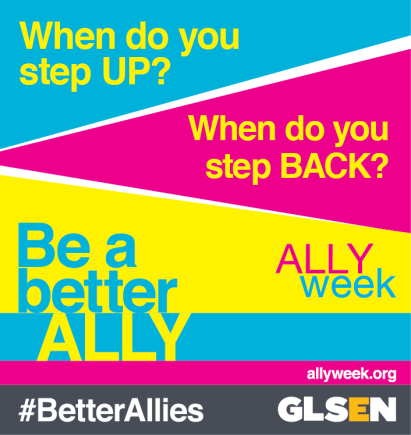 When do you
step UP?
When do you
step BACK?
Be a
better
ALLY
ALLY
week
allyweek.org
#BetterAllies
GLSEN